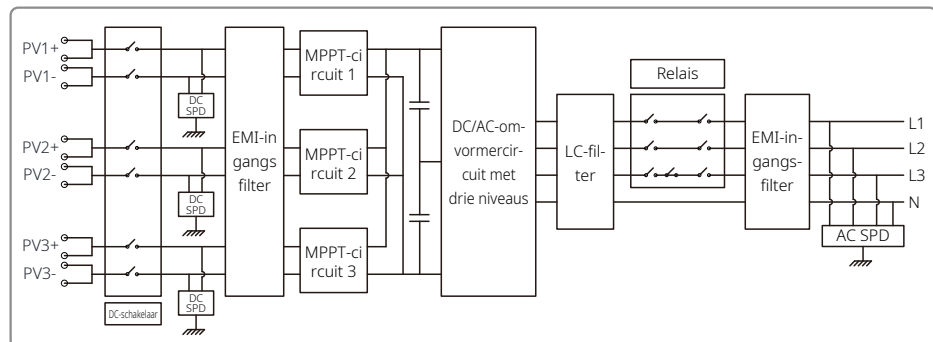 PV1+
PV1-
DC
SPD
PV2+
PV2-
DC
SPD
PV3+
PV3-
DC
SPD
DC-schakelaar
EMI-in
gangs
filter
MPPT-ci
rcuit 1
MPPT-ci
rcuit 2
MPPT-ci
rcuit 3
DC/AC-om-
vormercir-
cuit met
drie niveaus
LC-fil-
ter
Relais
EMI-in-
gangs-
filter
L1
L2
L3
N
AC SPD